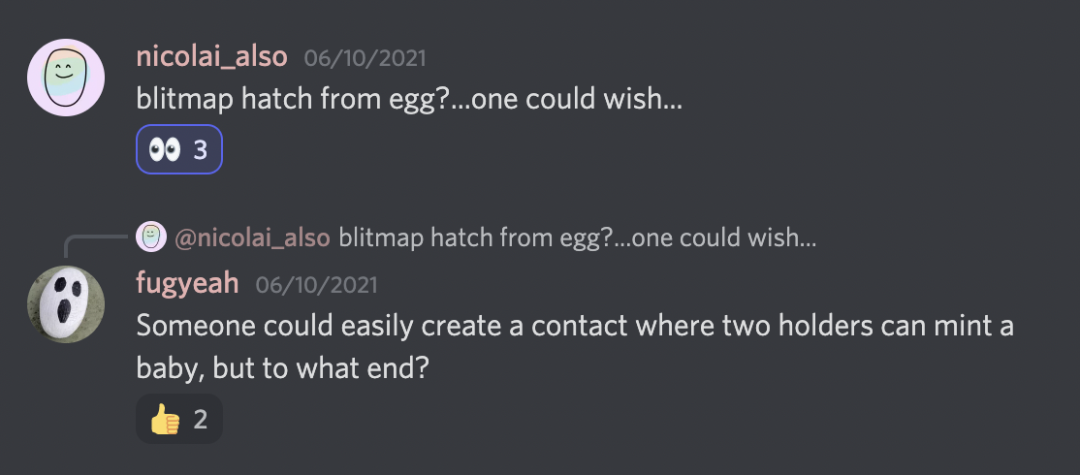 nicolai_also 06/10/2021
blitmap hatch from egg?...one could wish...
👀 3
@nicolai_also blitmap hatch from egg?...one could wish...
fugyeah 06/10/2021
Someone could easily create a contact where two holders can mint a
baby, but to what end?
👍 2